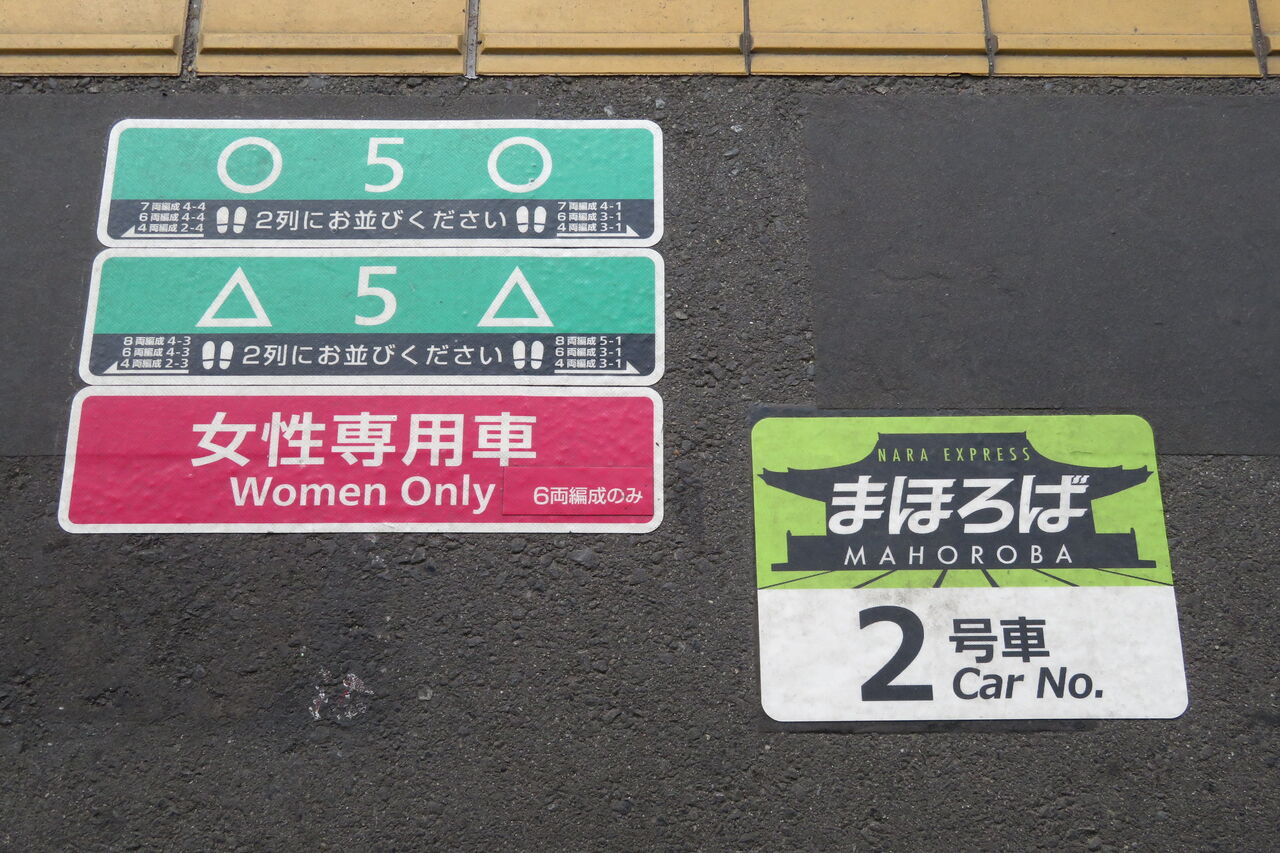 ○ 5 ○
7両編成 4-4
6両編成 4-4
4両編成 2-4
2列にお並びください
7両編成 4-1
6両編成 3-1
4両編成 3-1
△ 5 △
8両編成 4-3
6両編成 4-3
4両編成 2-3
2列にお並びください
8両編成 5-1
6両編成 3-1
4両編成 3-1
女性専用車
Women Only
6両編成のみ
NARA EXPRESS
まほろば
MAHOROBA
2 号車
Car No.